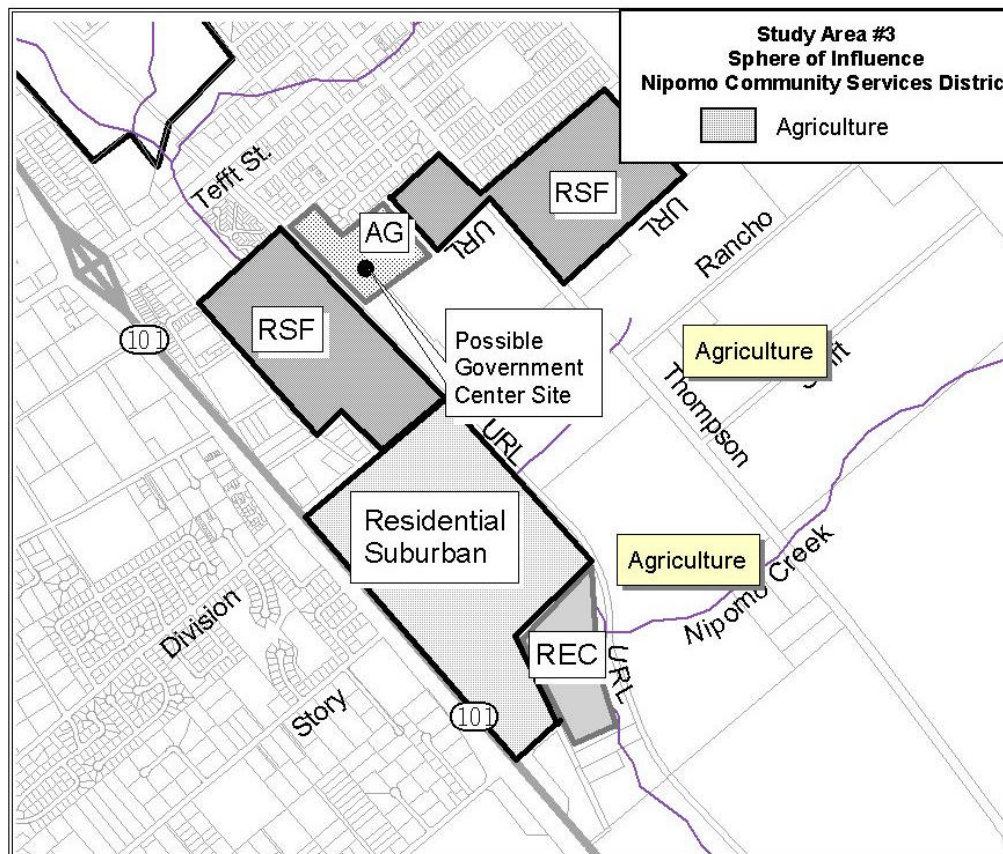 Study Area #3
Sphere of Influence
Nipomo Community Services Distric
Agriculture
Tefft St.
RSF
AG
URL
URL
Rancho
RSF
101
Possible
Government
Center Site
Agriculture
Thompson
URL
Residential
Suburban
Agriculture
Nipomo Creek
Division
REC
URL
Story
101